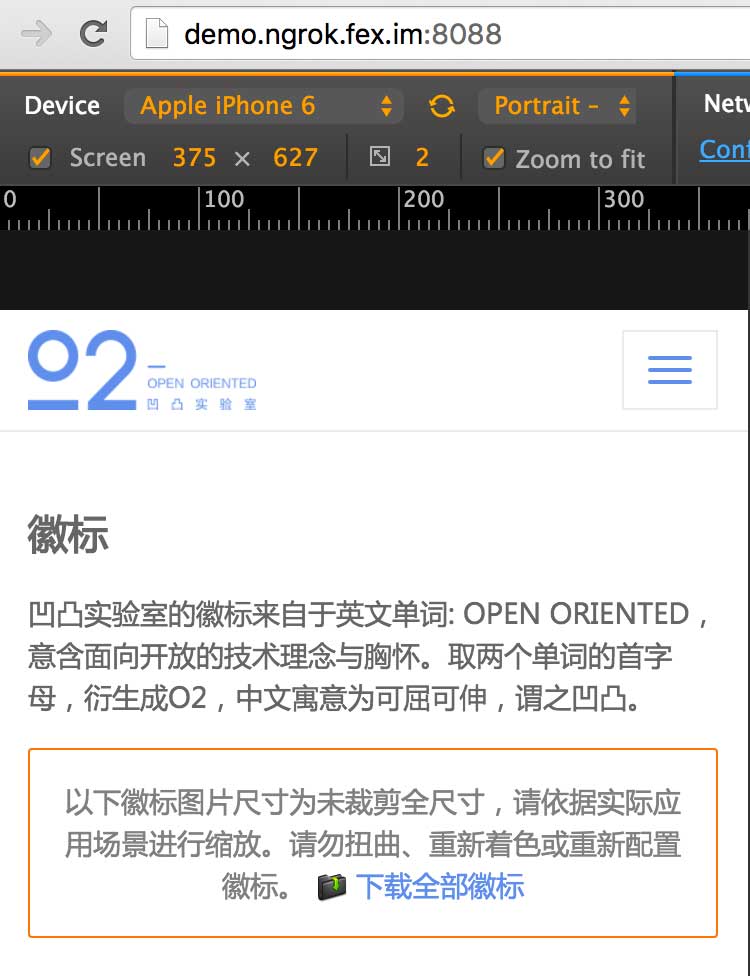 demo.ngrok.fex.im:8088
Device Apple iPhone 6 Portrait - Netw
Screen 375 × 627 2 Zoom to fit Conf
0 100 200 300
O2
OPEN ORIENTED
凹凸实验室
徽标
凹凸实验室的徽标来自于英文单词: OPEN ORIENTED，
意含面向开放的技术理念与胸怀。取两个单词的首字
母，衍生成O2，中文寓意为可屈可伸，谓之凹凸。
以下徽标图片尺寸为未裁剪全尺寸，请依据实际应
用场景进行缩放。请勿扭曲、重新着色或重新配置
徽标。 下载全部徽标